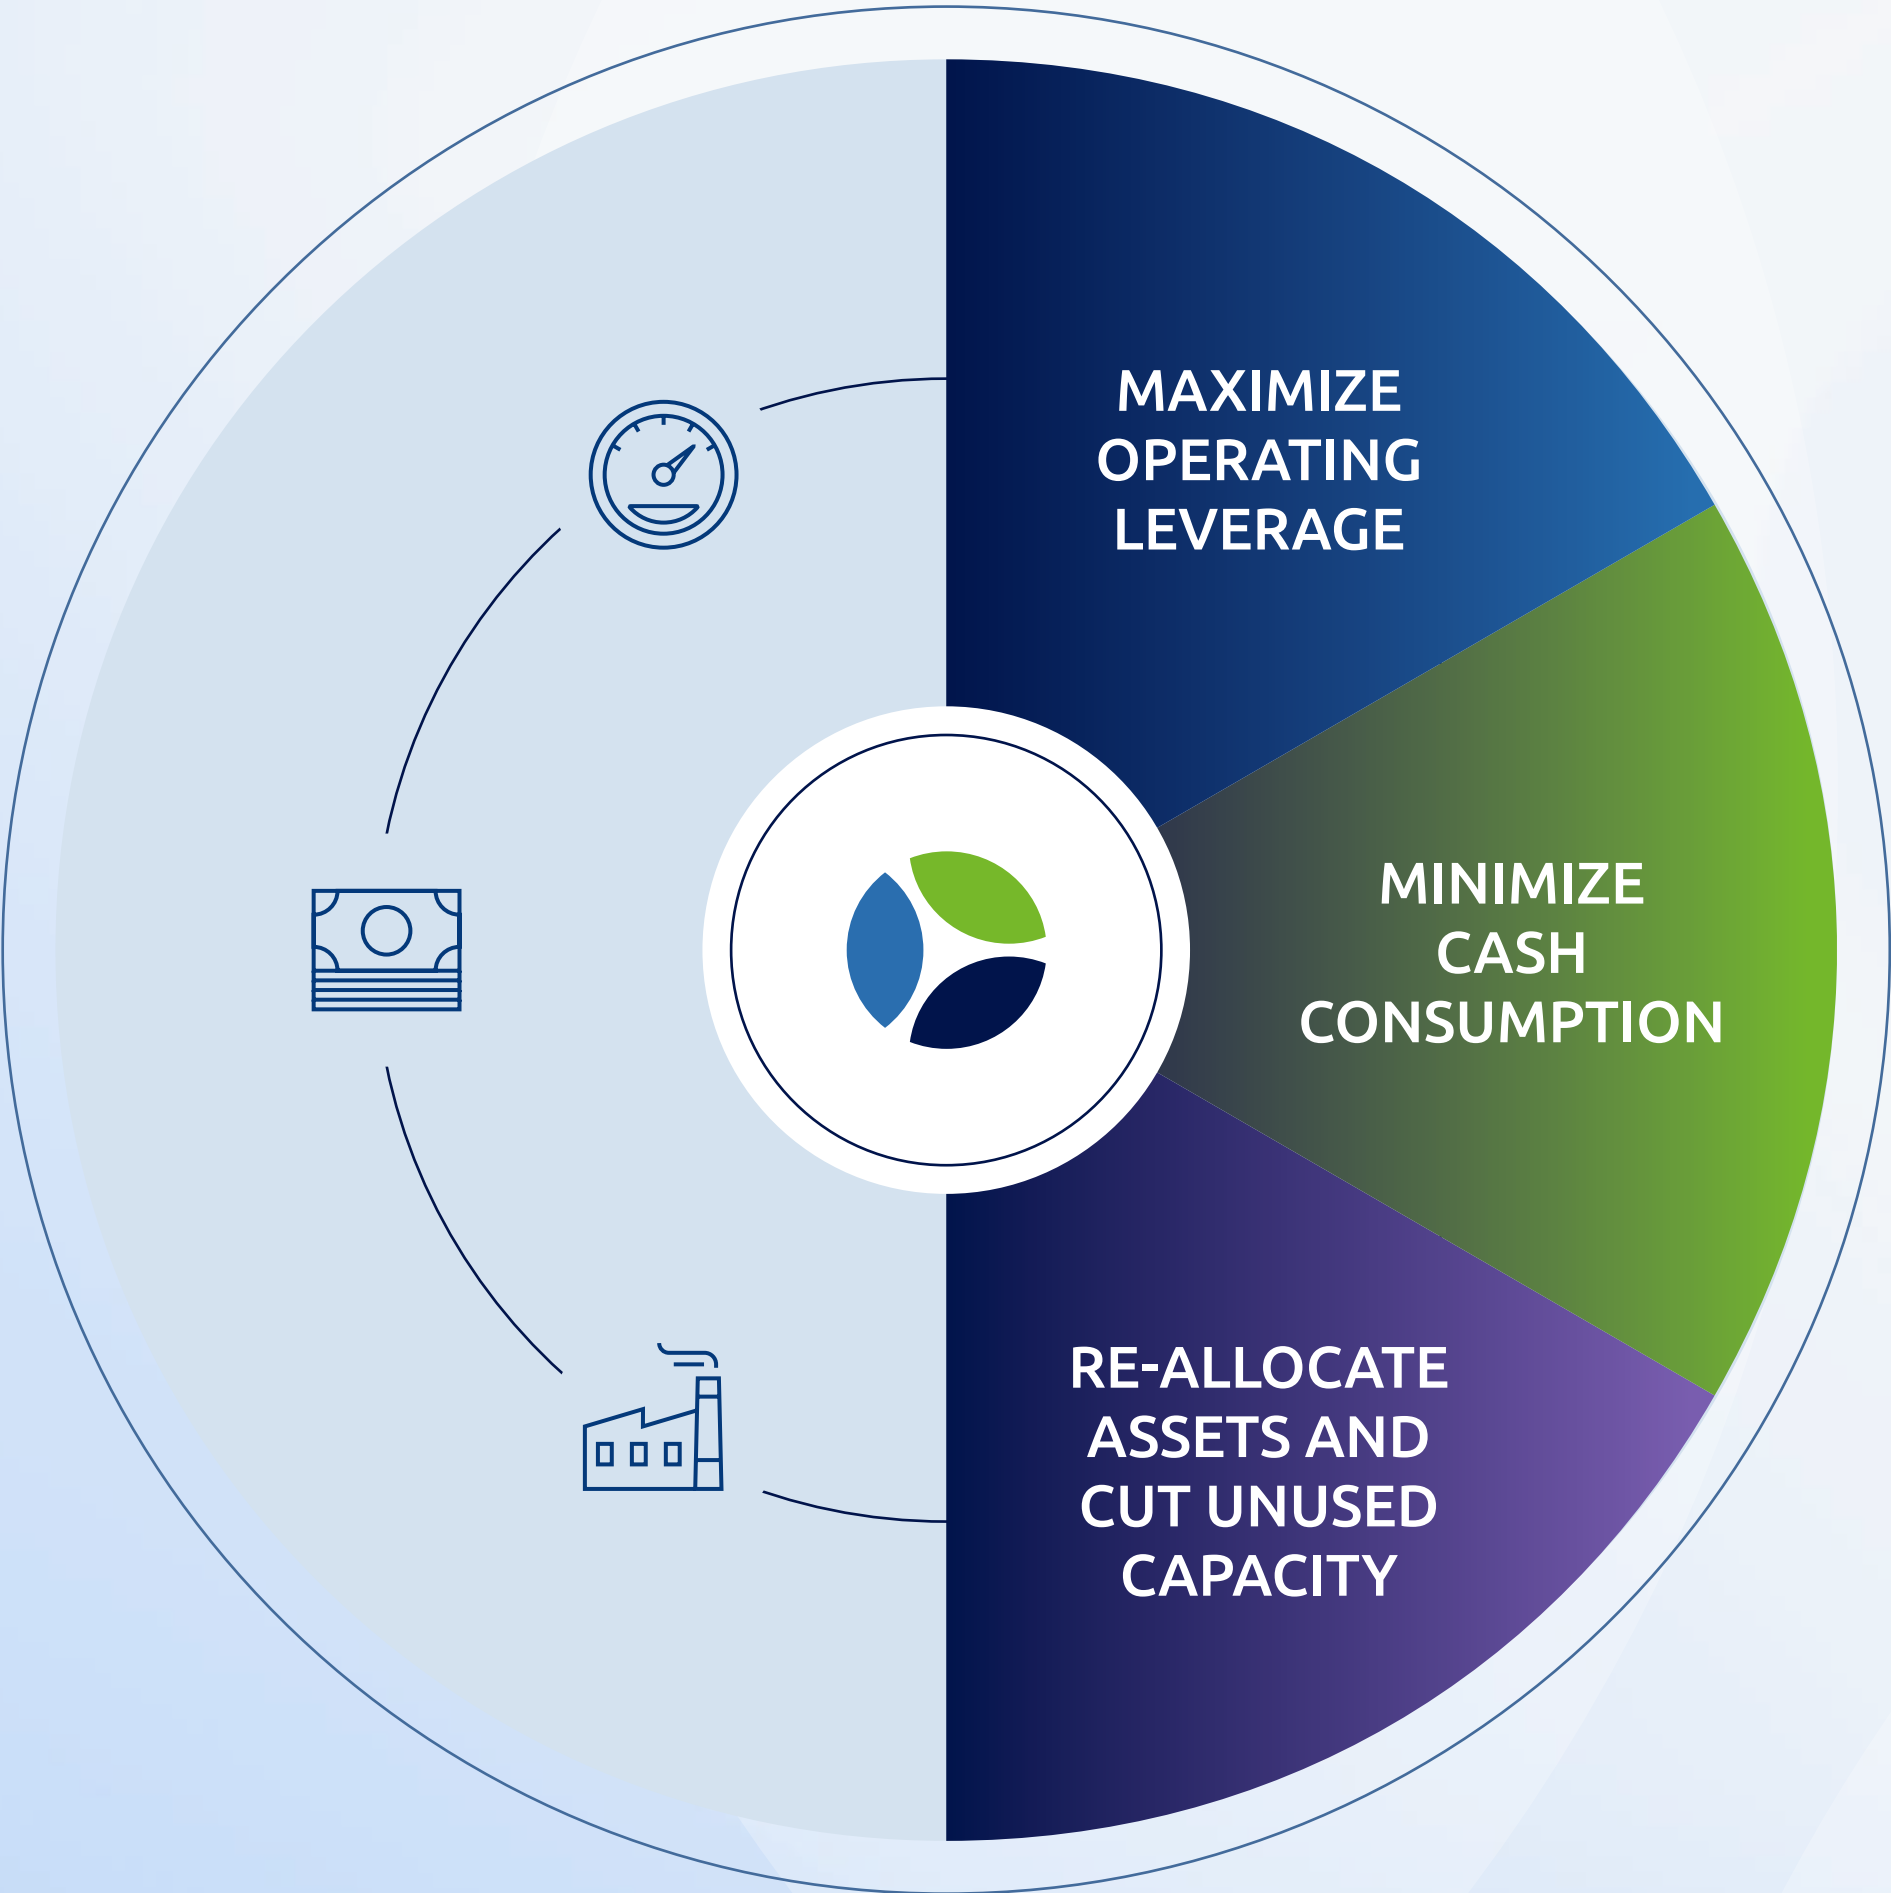 MAXIMIZE
OPERATING
LEVERAGE
MINIMIZE
CASH
CONSUMPTION
RE-ALLOCATE
ASSETS AND
CUT UNUSED
CAPACITY